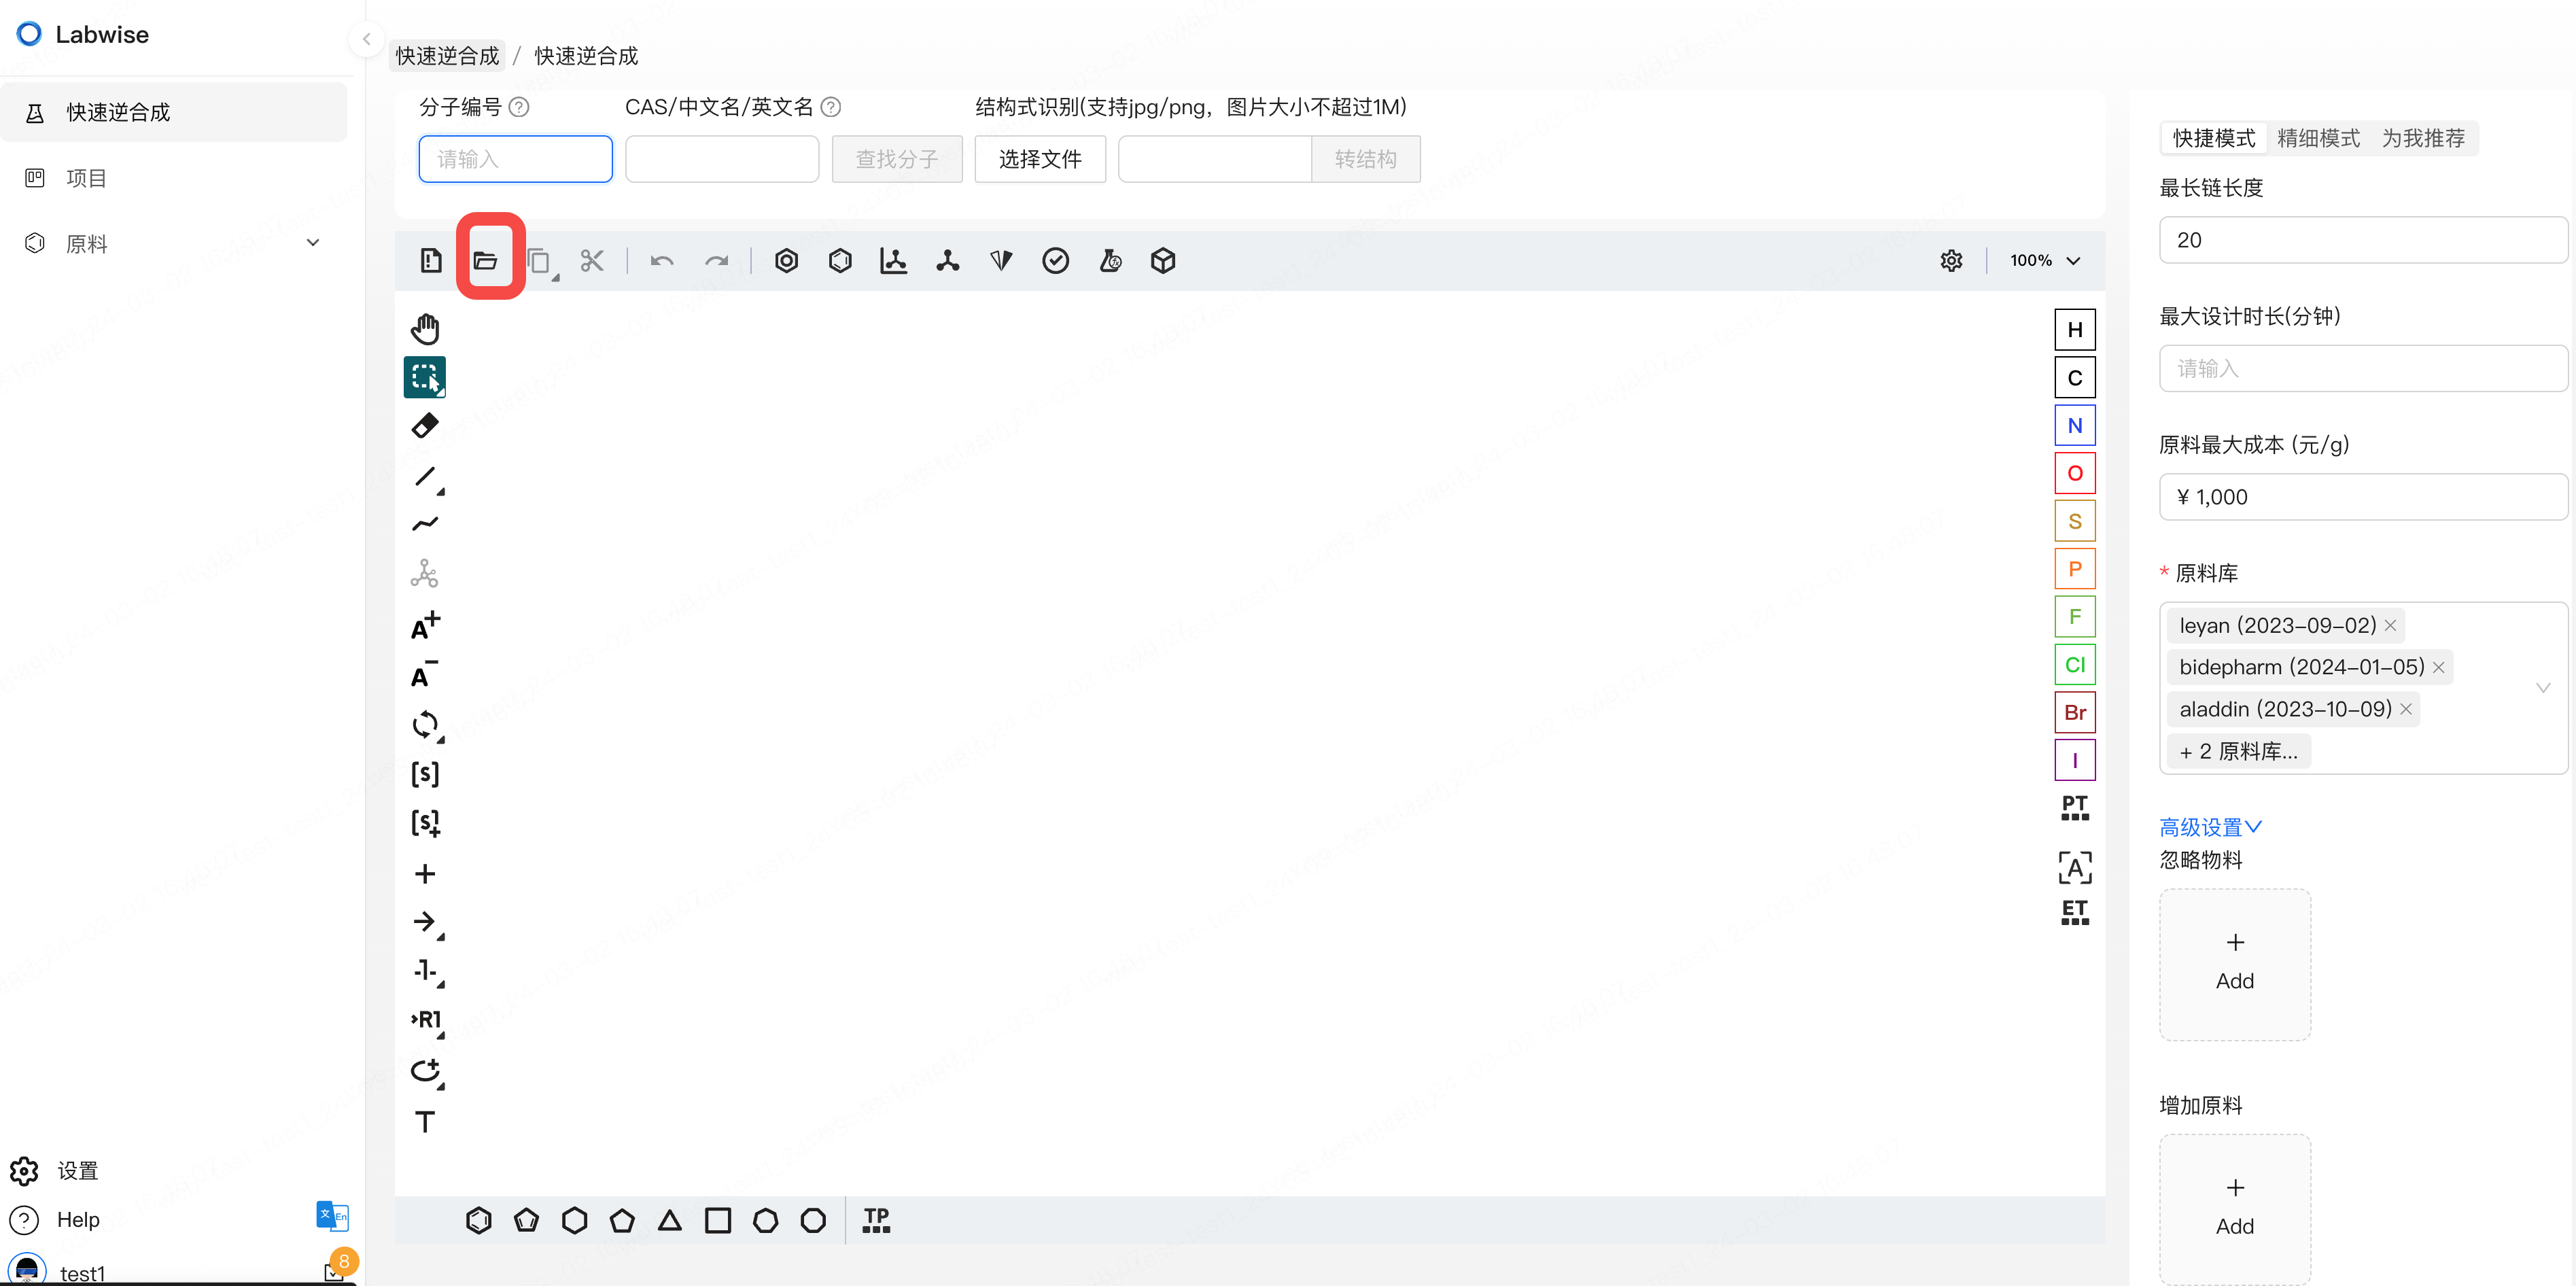 Labwise
快速逆合成
项目
原料
设置
Help
文 En
test1
8
快速逆合成 / 快速逆合成
分子编号
CAS/中文名/英文名
结构式识别(支持jpg/png，图片大小不超过1M)
请输入
查找分子
选择文件
转结构
100%
A+
A-
[S]
[S]+
>R1
T
H
C
N
O
S
P
F
Cl
Br
I
PT
[A]
ET
TP
快捷模式 精细模式 为我推荐
最长链长度
20
最大设计时长(分钟)
请输入
原料最大成本 (元/g)
¥ 1,000
* 原料库
leyan (2023-09-02)
bidepharm (2024-01-05)
aladdin (2023-10-09)
+ 2 原料库...
高级设置
忽略物料
+
Add
增加原料
+
Add